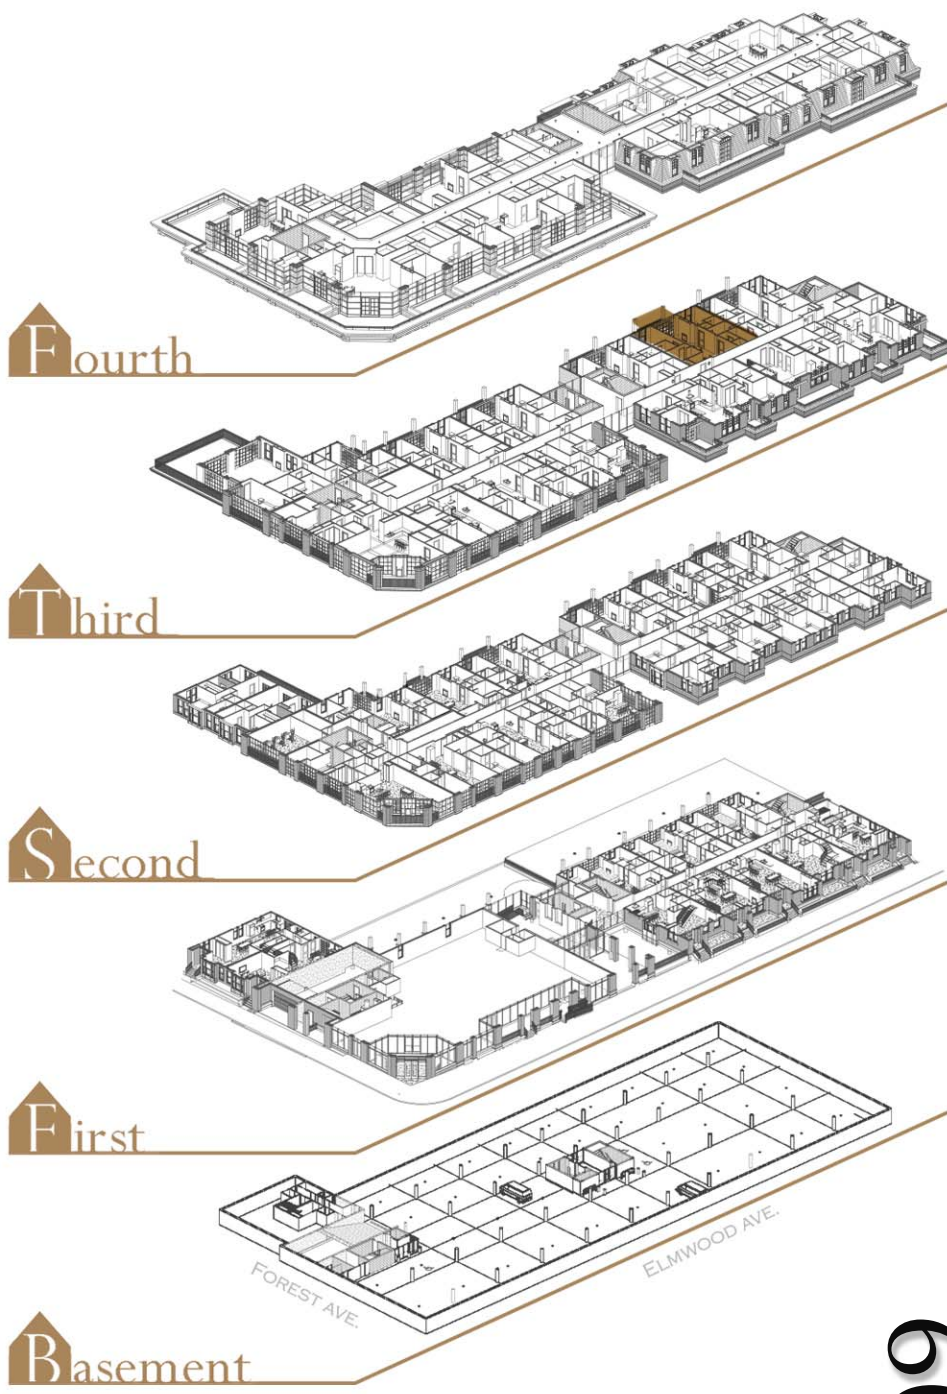 Fourth
Third
Second
First
FOREST AVE.
ELMWOOD AVE.
Basement